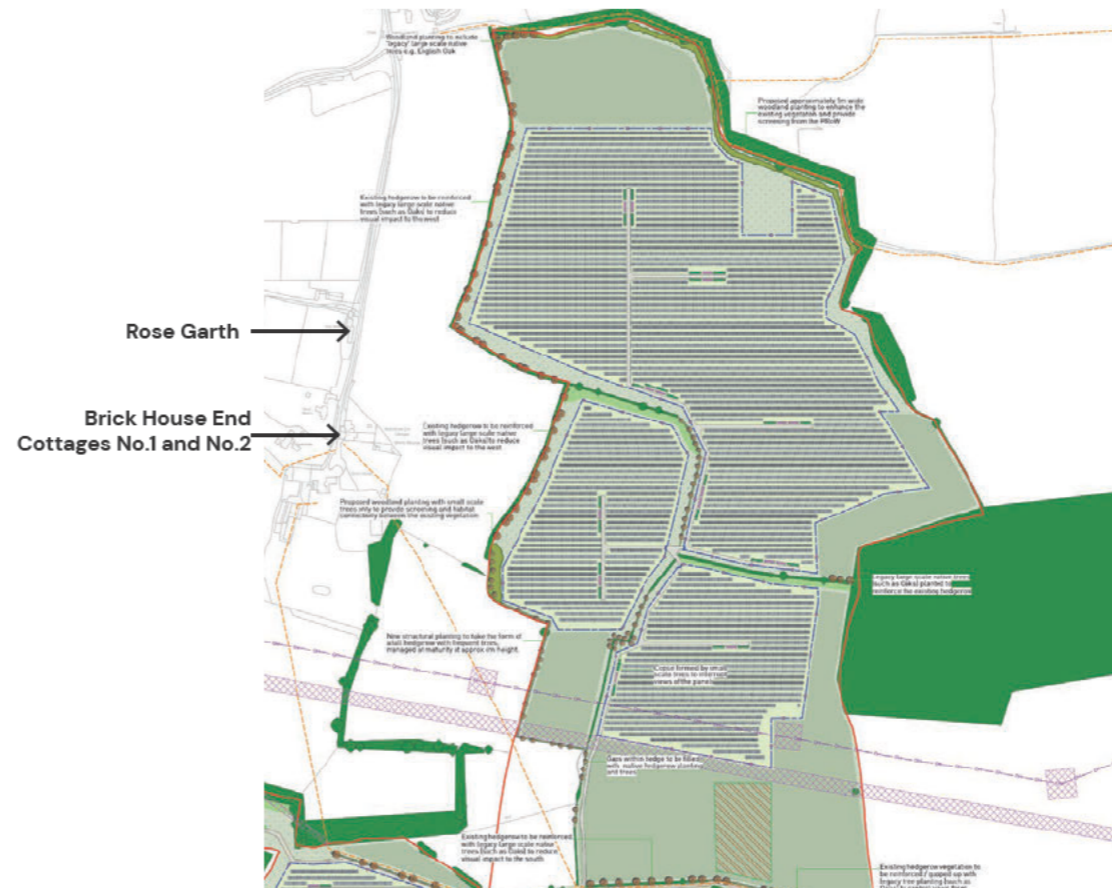 Woodland planting to include
'legacy' large scale native
trees e.g. English Oak
Proposed approximately 5m wide
woodland planting to enhance the
existing vegetation and provide
screening from the PRoW
Existing hedgerow to be reinforced
with legacy large scale native
trees (such as Oaks) to reduce
visual impact to the west
Rose Garth
Brick House End
Cottages No.1 and No.2
Existing hedgerow to be reinforced
with legacy large scale native
trees (such as Oaks) to reduce
visual impact to the west
Proposed woodland planting with small scale
trees only to provide screening and habitat
connectivity between the existing vegetation
Legacy large scale native trees
(such as Oaks) planted to
reinforce the existing hedgerow
New structural planting to take the form of
a tall hedgerow with frequent trees,
managed at maturity at approx height
Copse formed by small
scale trees to interrupt
views of the panels
Gaps within hedge to be filled
with native hedgerow planting
and trees
Existing hedgerow to be reinforced
with legacy large scale native
trees (such as Oaks) to reduce
visual impact to the south
Existing hedgerow vegetation to
be reinforced / gapped up with
legacy tree planting (such as